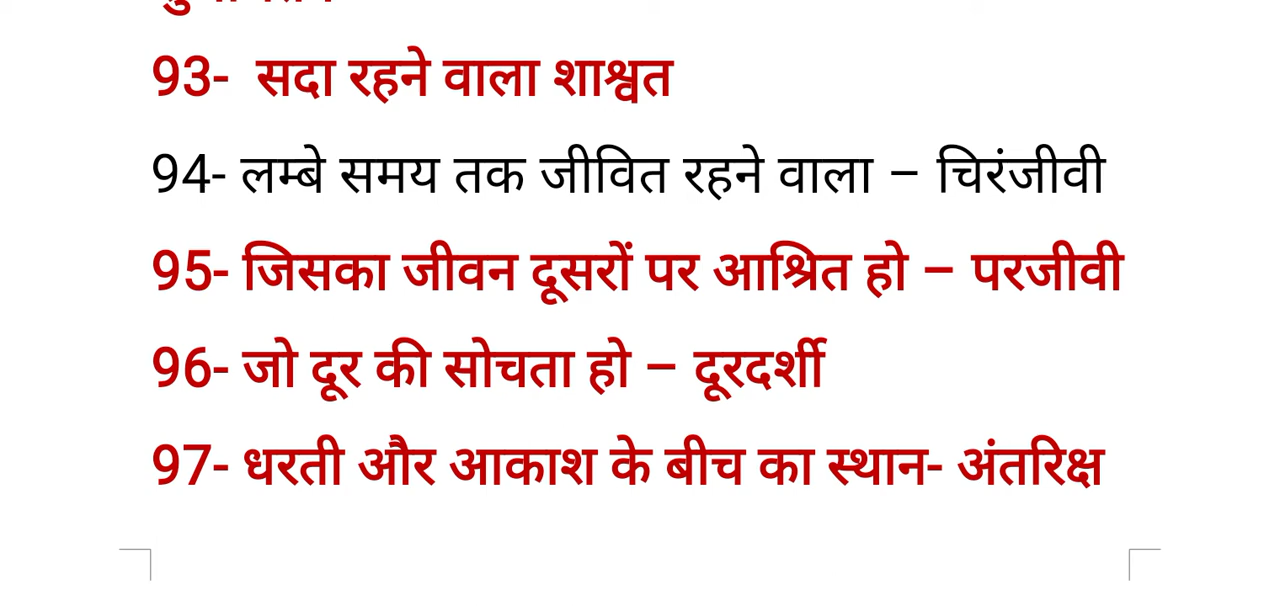 93- सदा रहने वाला शाश्वत
94- लम्बे समय तक जीवित रहने वाला – चिरंजीवी
95- जिसका जीवन दूसरों पर आश्रित हो – परजीवी
96- जो दूर की सोचता हो – दूरदर्शी
97- धरती और आकाश के बीच का स्थान- अंतरिक्ष